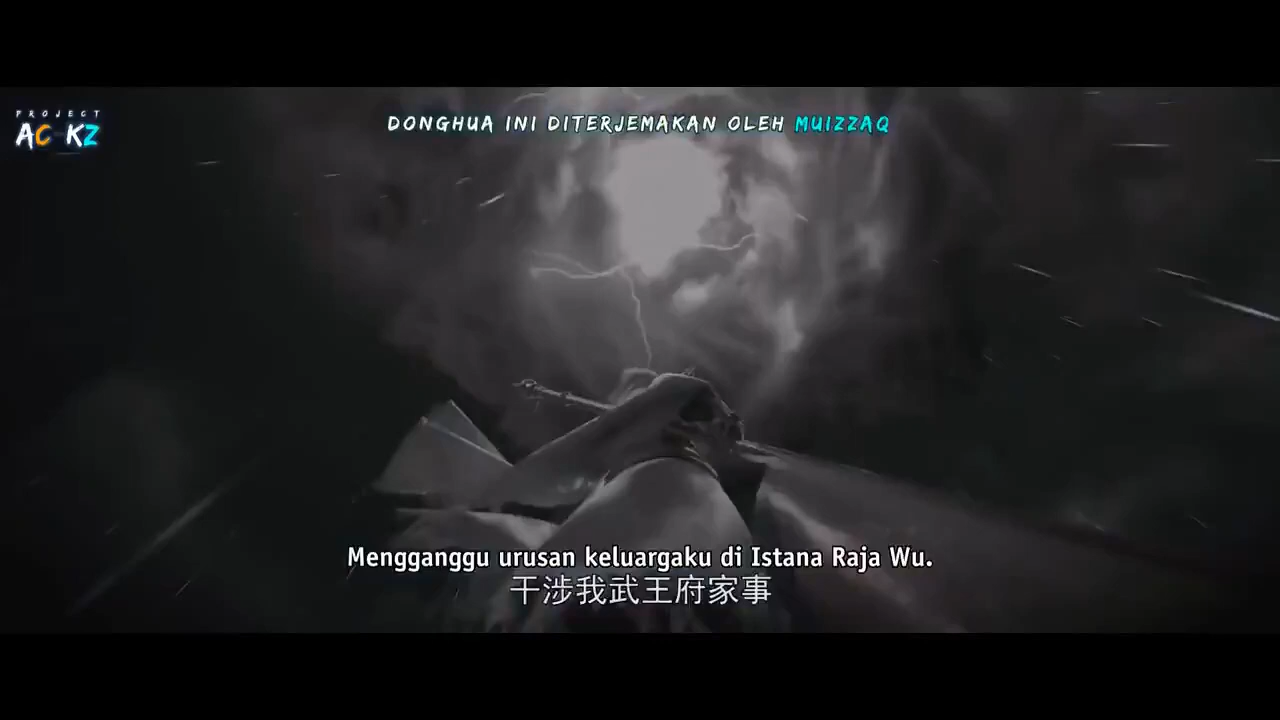 PROJECT
AC KZ
DONGHUA INI DITERJEMAKAN OLEH MUIZZAQ
Mengganggu urusan keluargaku di Istana Raja Wu.
干涉我武王府家事